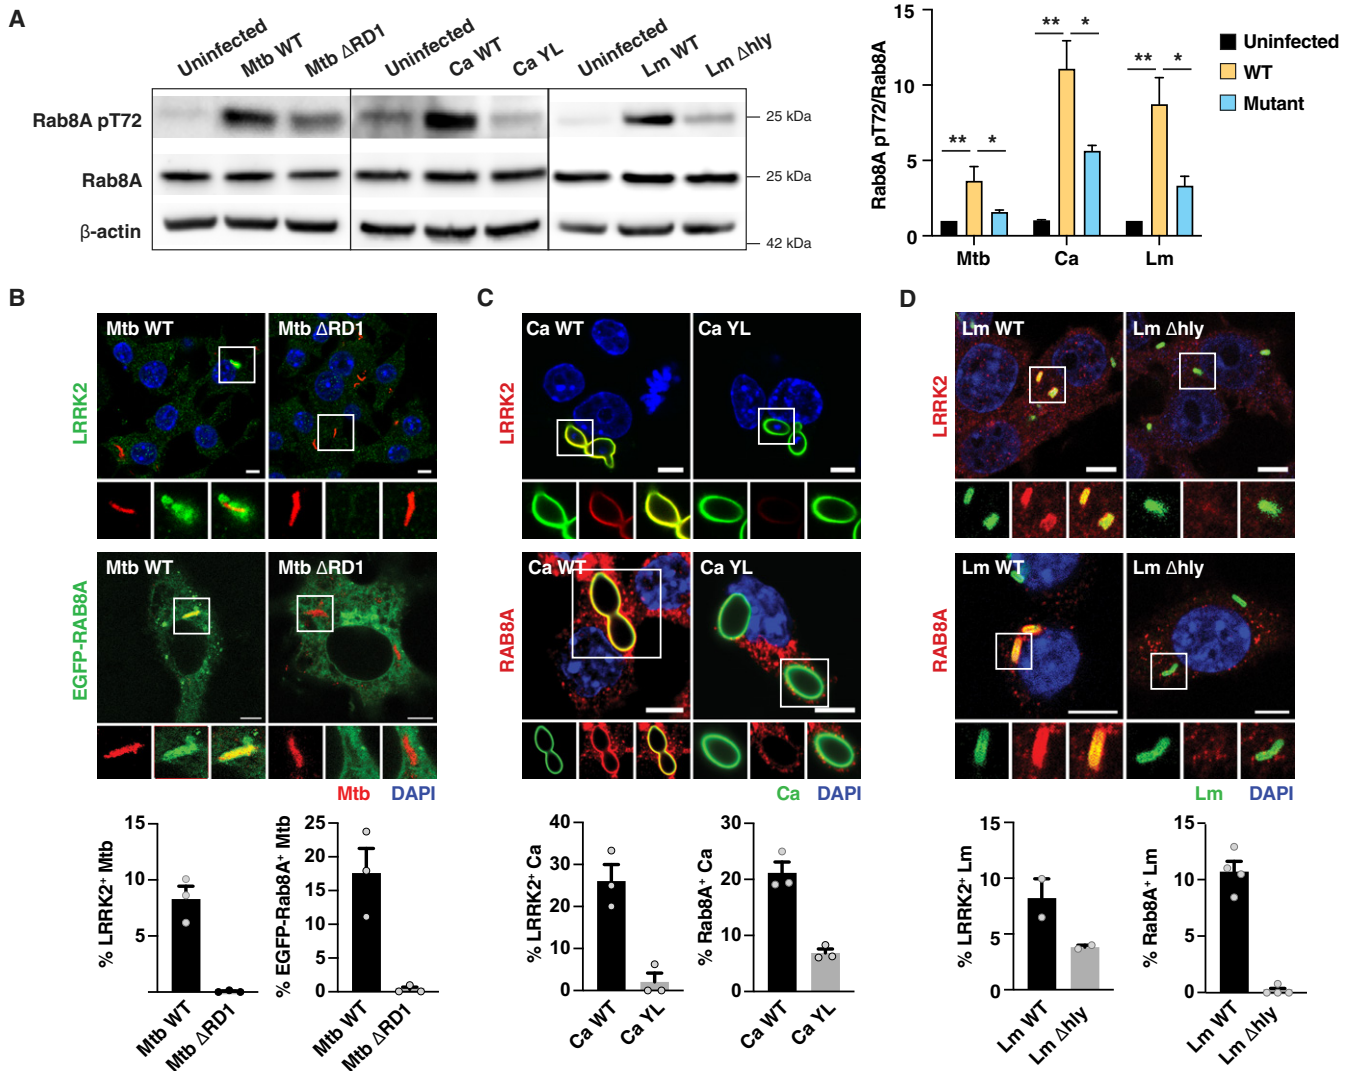 A
Uninfected
Mtb WT
Mtb ΔRD1
Uninfected
Ca WT
Ca YL
Uninfected
Lm WT
Lm Δhly
Rab8A pT72
25 kDa
Rab8A
25 kDa
β-actin
42 kDa
Rab8A pT72/Rab8A
15
10
5
0
** *
** *
** *
Mtb Ca Lm
Uninfected
WT
Mutant
B
LRRK2
Mtb WT
Mtb ΔRD1
EGFP-RAB8A
Mtb WT
Mtb ΔRD1
Mtb DAPI
% LRRK2+ Mtb
15
10
5
Mtb WT
Mtb ΔRD1
% EGFP-Rab8A+ Mtb
25
20
15
10
5
0
Mtb WT
Mtb ΔRD1
C
LRRK2
Ca WT
Ca YL
RAB8A
Ca WT
Ca YL
Ca DAPI
% LRRK2+ Ca
40
30
20
10
0
Ca WT
Ca YL
% Rab8A+ Ca
30
20
10
0
Ca WT
Ca YL
D
LRRK2
Lm WT
Lm Δhly
RAB8A
Lm WT
Lm Δhly
Lm DAPI
% LRRK2+ Lm
15
10
5
0
Lm WT
Lm Δhly
% Rab8A+ Lm
15
10
5
0
Lm WT
Lm Δhly